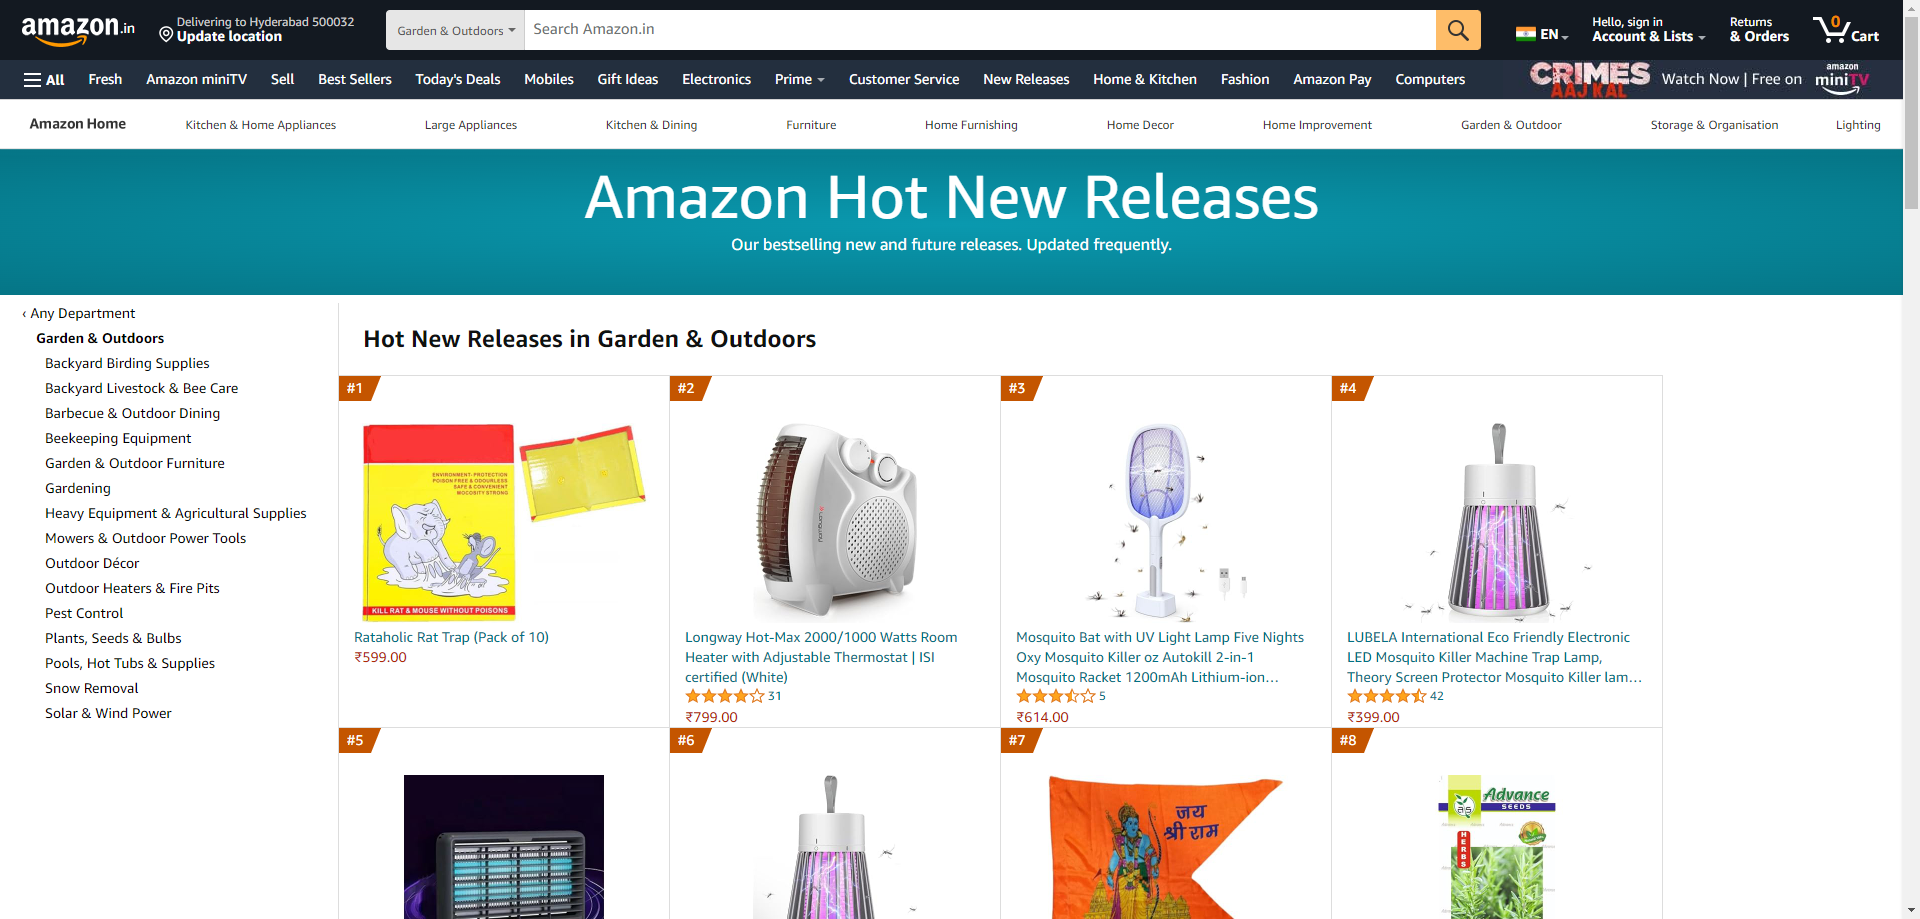 amazon.in
Delivering to Hyderabad 500032
Update location
Garden & Outdoors
Search Amazon.in
EN
Hello, sign in
Account & Lists
Returns
& Orders
0
Cart
All
Fresh
Amazon miniTV
Sell
Best Sellers
Today's Deals
Mobiles
Gift Ideas
Electronics
Prime
Customer Service
New Releases
Home & Kitchen
Fashion
Amazon Pay
Computers
CRIMES
AAJ KAL
Watch Now | Free on
amazon
miniTV
Amazon Home
Kitchen & Home Appliances
Large Appliances
Kitchen & Dining
Furniture
Home Furnishing
Home Decor
Home Improvement
Garden & Outdoor
Storage & Organisation
Lighting
Amazon Hot New Releases
Our bestselling new and future releases. Updated frequently.
‹ Any Department
Garden & Outdoors
Backyard Birding Supplies
Backyard Livestock & Bee Care
Barbecue & Outdoor Dining
Beekeeping Equipment
Garden & Outdoor Furniture
Gardening
Heavy Equipment & Agricultural Supplies
Mowers & Outdoor Power Tools
Outdoor Décor
Outdoor Heaters & Fire Pits
Pest Control
Plants, Seeds & Bulbs
Pools, Hot Tubs & Supplies
Snow Removal
Solar & Wind Power
Hot New Releases in Garden & Outdoors
#1
ENVIRONMENT- PROTECTION
POISON FREE & ODOURLESS
SAFE & CONVENIENT
MOCOSITY STRONG
KILL RAT & MOUSE WITHOUT POISONS
Rataholic Rat Trap (Pack of 10)
₹599.00
#2
Longway
Longway Hot-Max 2000/1000 Watts Room
Heater with Adjustable Thermostat | ISI
certified (White)
31
₹799.00
#3
Mosquito Bat with UV Light Lamp Five Nights
Oxy Mosquito Killer oz Autokill 2-in-1
Mosquito Racket 1200mAh Lithium-ion…
5
₹614.00
#4
LUBELA International Eco Friendly Electronic
LED Mosquito Killer Machine Trap Lamp,
Theory Screen Protector Mosquito Killer lam…
42
₹399.00
#5
#6
#7
जय
श्री राम
#8
Advance
SEEDS
HERBS